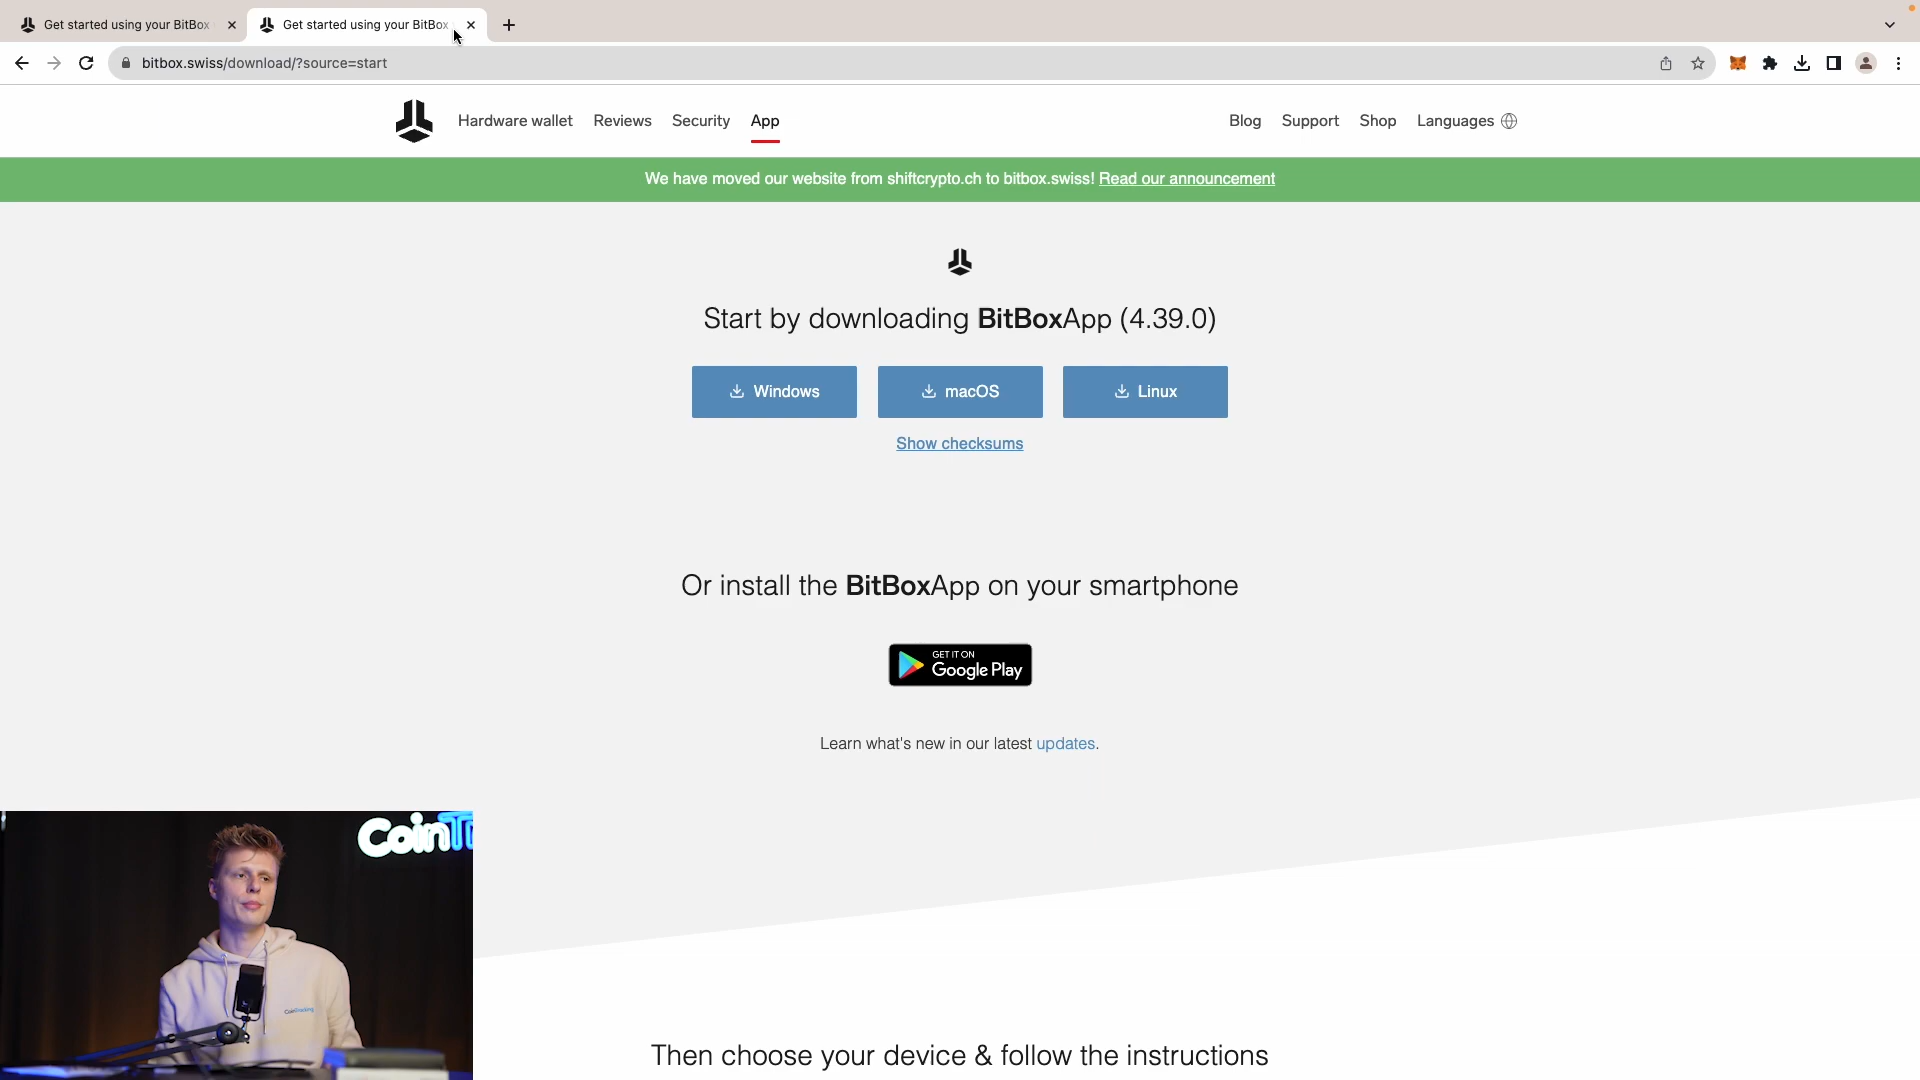 Get started using your BitBox
Get started using your BitBox
bitbox.swiss/download/?source=start
Hardware wallet
Reviews
Security
App
Blog
Support
Shop
Languages
We have moved our website from shiftcrypto.ch to bitbox.swiss! Read our announcement
Start by downloading BitBoxApp (4.39.0)
Windows
macOS
Linux
Show checksums
Or install the BitBoxApp on your smartphone
GET IT ON
Google Play
Learn what's new in our latest updates.
CoinTr
CoinTracking
Then choose your device & follow the instructions